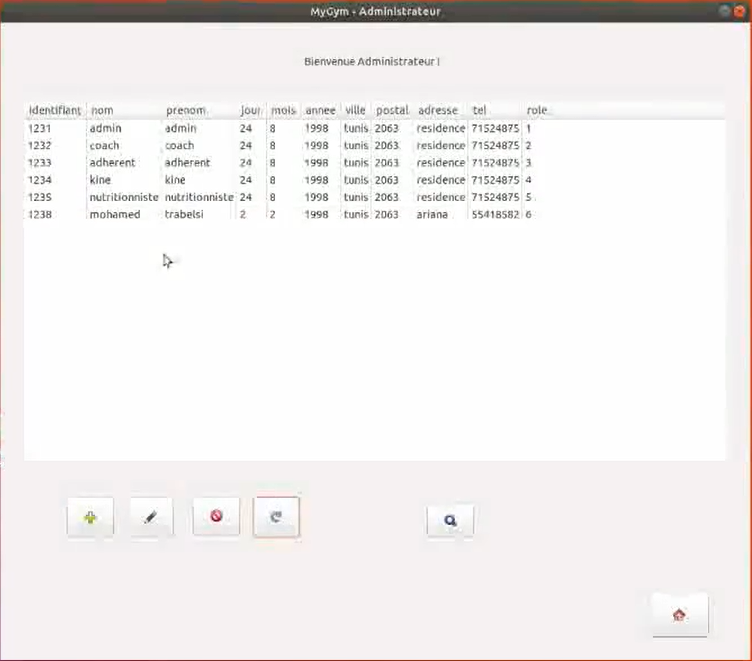 MyGym - Administrateur
Bienvenue Administrateur !
identifiant nom prenom jour mois annee ville postal adresse tel role
1231 admin admin 24 8 1998 tunis 2063 residence 71524875 1
1232 coach coach 24 8 1998 tunis 2063 residence 71524875 2
1233 adherent adherent 24 8 1998 tunis 2063 residence 71524875 3
1234 kine kine 24 8 1998 tunis 2063 residence 71524875 4
1235 nutritionniste nutritionniste 24 8 1998 tunis 2063 residence 71524875 5
1238 mohamed trabelsi 2 2 1998 tunis 2063 ariana 55418582 6